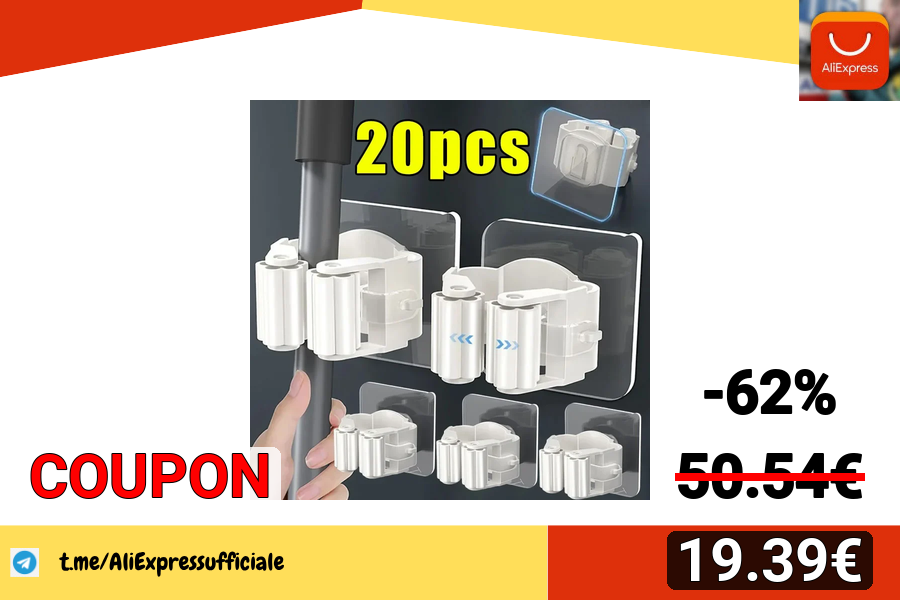 AliExpress
20pcs
-62%
COUPON
50.54€
t.me/AliExpressufficiale
19.39€